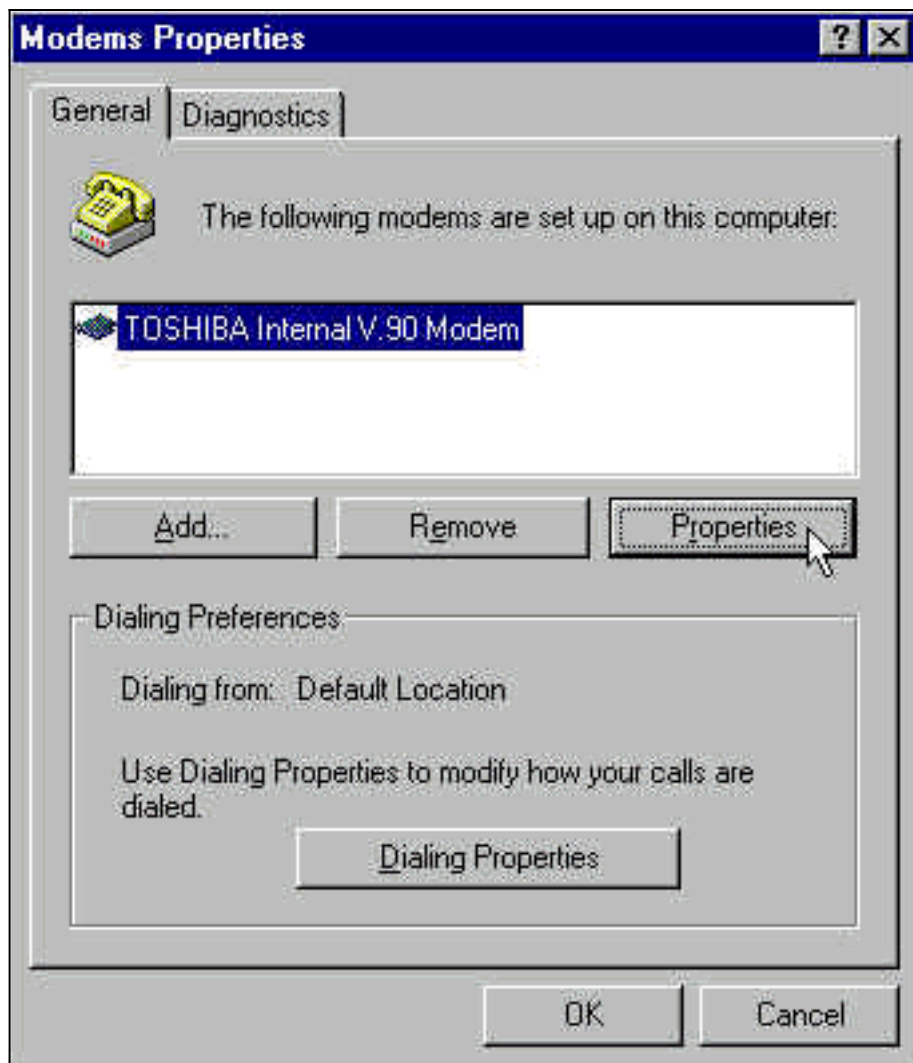 Modems Properties
General
Diagnostics
The following modems are set up on this computer:
TOSHIBA Internal V.90 Modem
Add...
Remove
Properties
Dialing Preferences
Dialing from: Default Location
Use Dialing Properties to modify how your calls are
dialed.
Dialing Properties
OK
Cancel